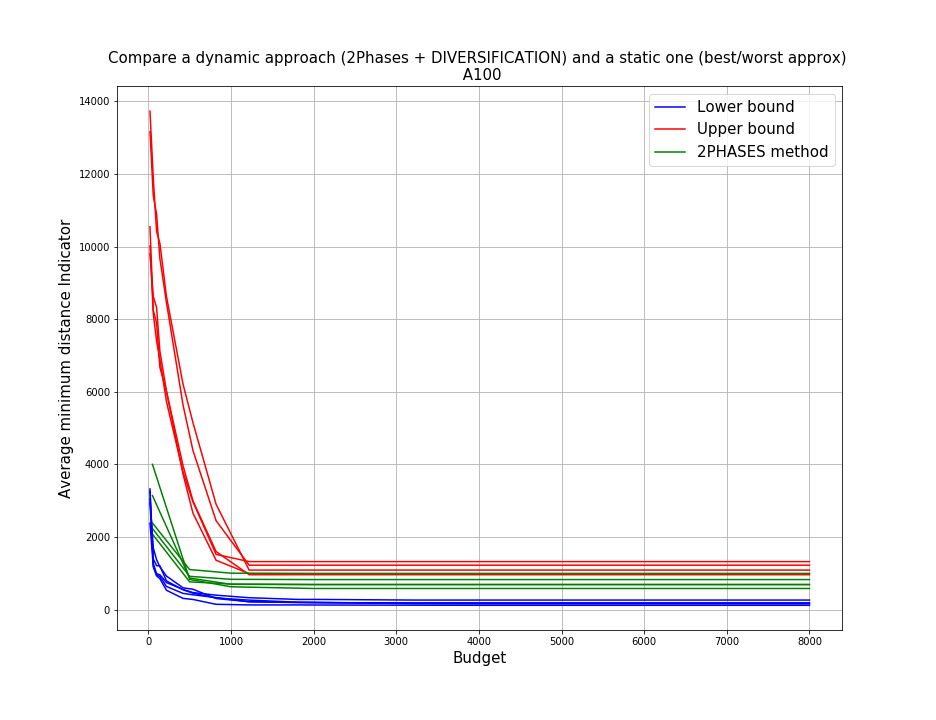 Compare a dynamic approach (2Phases + DIVERSIFICATION) and a static one (best/worst approx)
A100
Lower bound
Upper bound
2PHASES method
Average minimum distance Indicator
14000
12000
10000
8000
6000
4000
2000
0
0 1000 2000 3000 4000 5000 6000 7000 8000
Budget